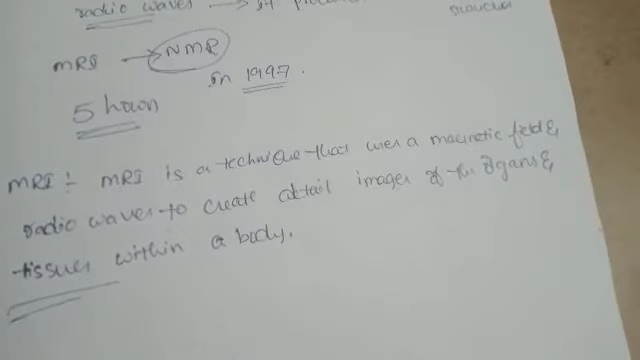 radio waves → 
MRI → NMR
In 1997.
5 hours
MRI :- MRI is a technique that uses a magnetic field &
radio waves to create detail images of the organs &
tissues within a body.